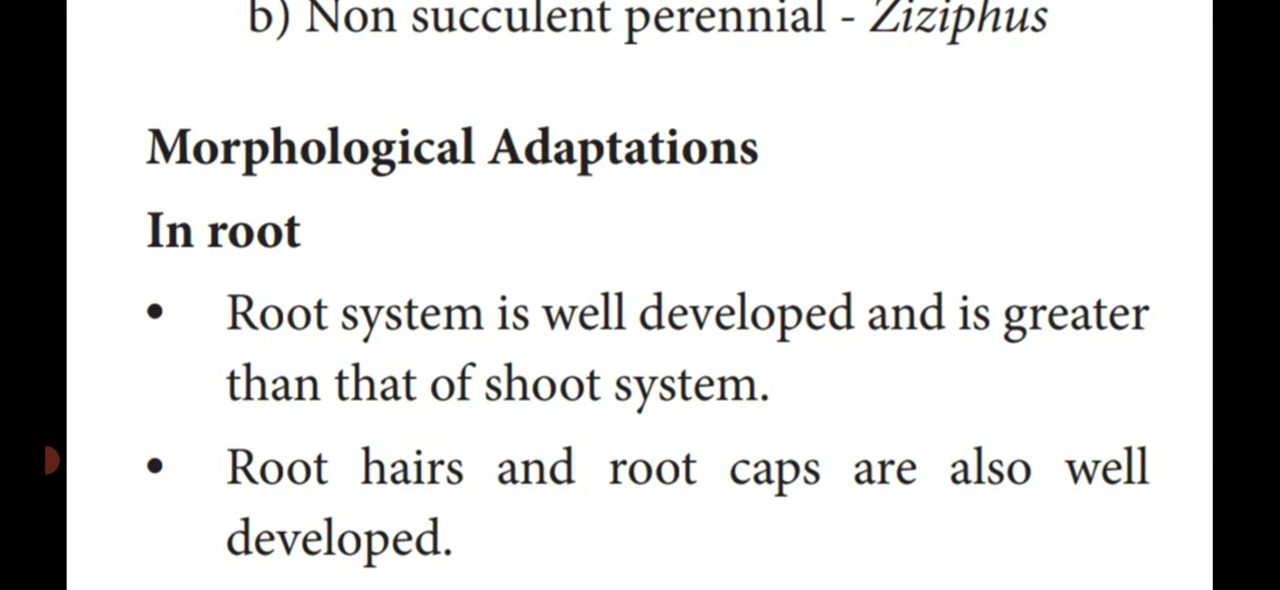 b) Non succulent perennial - Ziziphus
Morphological Adaptations
In root
• Root system is well developed and is greater
than that of shoot system.
• Root hairs and root caps are also well
developed.